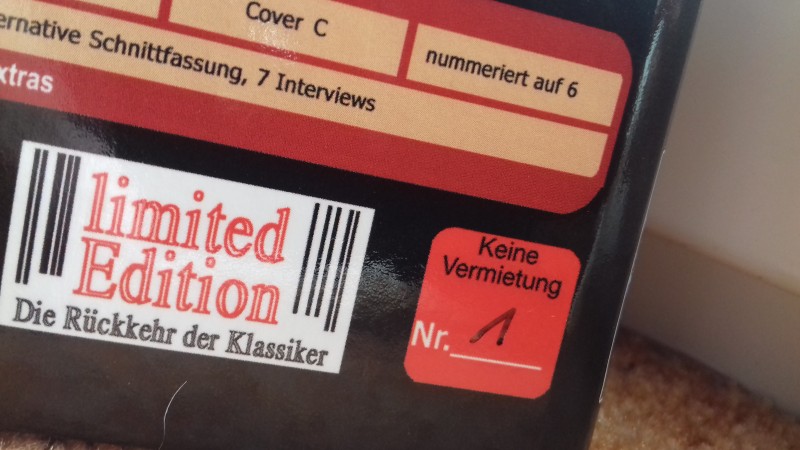 Cover C
nummeriert auf 6
ernative Schnittfassung, 7 Interviews
xtras
limited
Edition
Die Rückkehr der Klassiker
Keine
Vermietung
Nr. 1